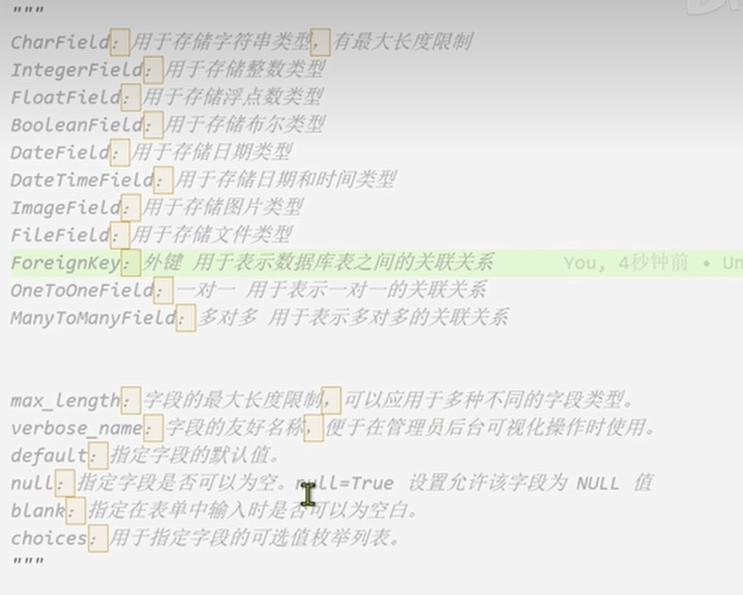 """
CharField：用于存储字符串类型，有最大长度限制
IntegerField：用于存储整数类型
FloatField：用于存储浮点数类型
BooleanField：用于存储布尔类型
DateField：用于存储日期类型
DateTimeField：用于存储日期和时间类型
ImageField：用于存储图片类型
FileField：用于存储文件类型
ForeignKey：外键 用于表示数据库表之间的关联关系 You, 4秒钟前 • Un
OneToOneField：一对一 用于表示一对一的关联关系
ManyToManyField：多对多 用于表示多对多的关联关系
max_length：字段的最大长度限制，可以应用于多种不同的字段类型。
verbose_name：字段的友好名称，便于在管理员后台可视化操作时使用。
default：指定字段的默认值。
null：指定字段是否可以为空。null=True 设置允许该字段为 NULL 值
blank：指定在表单中输入时是否可以为空白。
choices：用于指定字段的可选值枚举列表。
"""